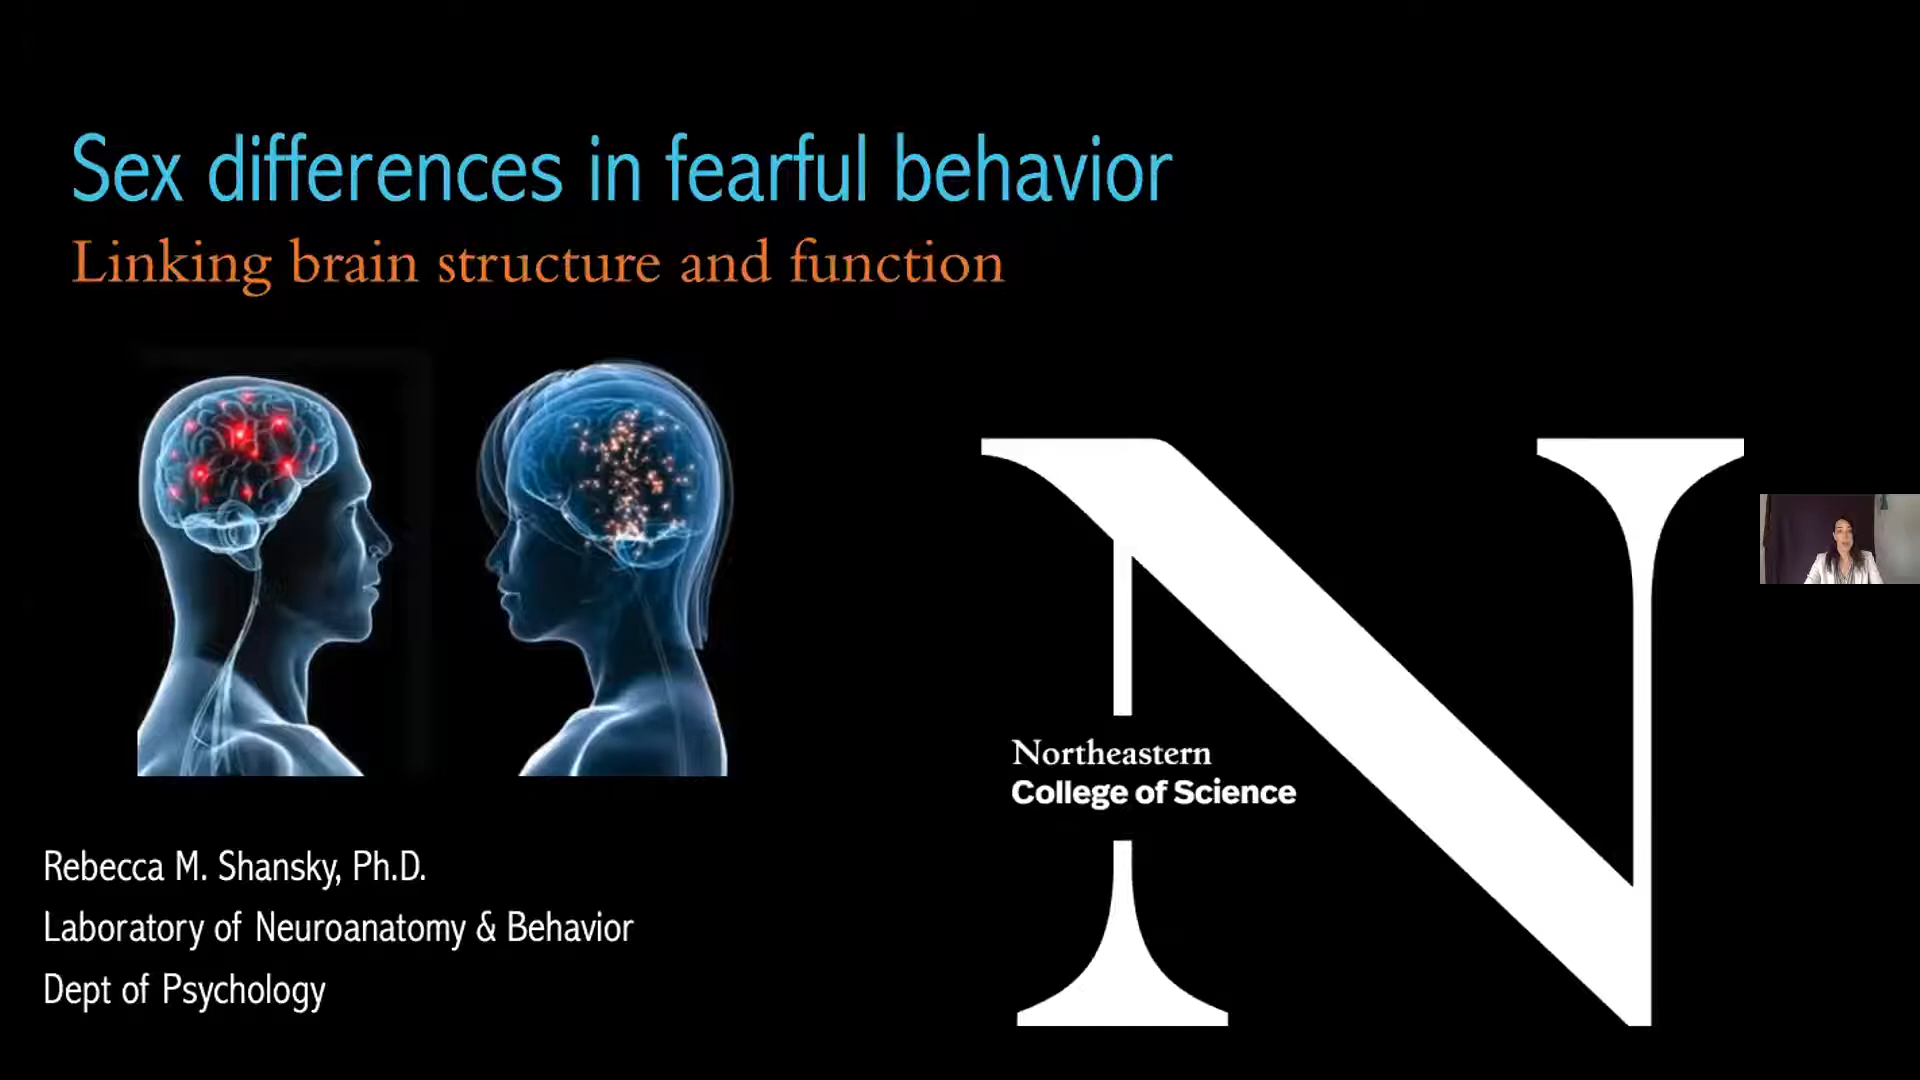 Sex differences in fearful behavior
Linking brain structure and function
Northeastern
College of Science
Rebecca M. Shansky, Ph.D.
Laboratory of Neuroanatomy & Behavior
Dept of Psychology